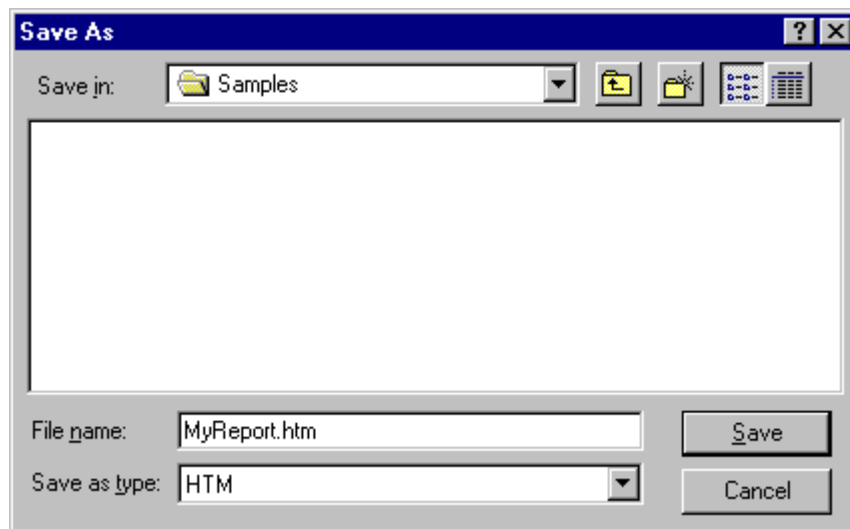 Save As
Save in: Samples
File name: MyReport.htm
Save
Save as type: HTM
Cancel